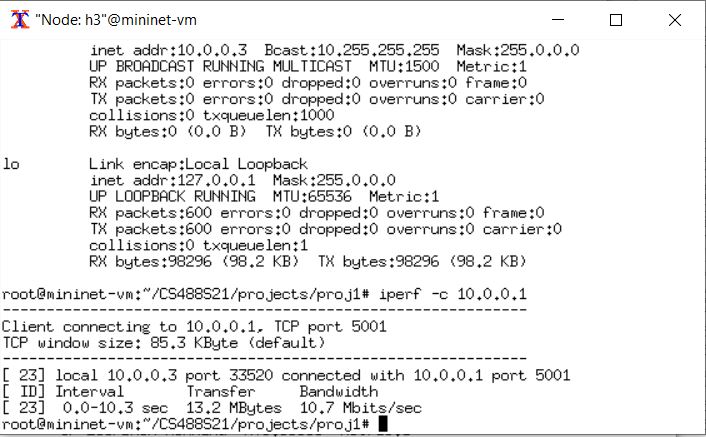 "Node: h3"@mininet-vm
inet addr:10.0.0.3  Bcast:10.255.255.255  Mask:255.0.0.0
UP BROADCAST RUNNING MULTICAST  MTU:1500  Metric:1
RX packets:0 errors:0 dropped:0 overruns:0 frame:0
TX packets:0 errors:0 dropped:0 overruns:0 carrier:0
collisions:0 txqueuelen:1000
RX bytes:0 (0.0 B)  TX bytes:0 (0.0 B)
lo        Link encap:Local Loopback
inet addr:127.0.0.1  Mask:255.0.0.0
UP LOOPBACK RUNNING  MTU:65536  Metric:1
RX packets:600 errors:0 dropped:0 overruns:0 frame:0
TX packets:600 errors:0 dropped:0 overruns:0 carrier:0
collisions:0 txqueuelen:1
RX bytes:98296 (98.2 KB)  TX bytes:98296 (98.2 KB)
root@mininet-vm:~/CS488S21/projects/proj1# iperf -c 10.0.0.1
------------------------------------------------------------
Client connecting to 10.0.0.1, TCP port 5001
TCP window size: 85.3 KByte (default)
------------------------------------------------------------
[ 23] local 10.0.0.3 port 33520 connected with 10.0.0.1 port 5001
[ ID] Interval       Transfer     Bandwidth
[ 23]  0.0-10.3 sec  13.2 MBytes  10.7 Mbits/sec
root@mininet-vm:~/CS488S21/projects/proj1#